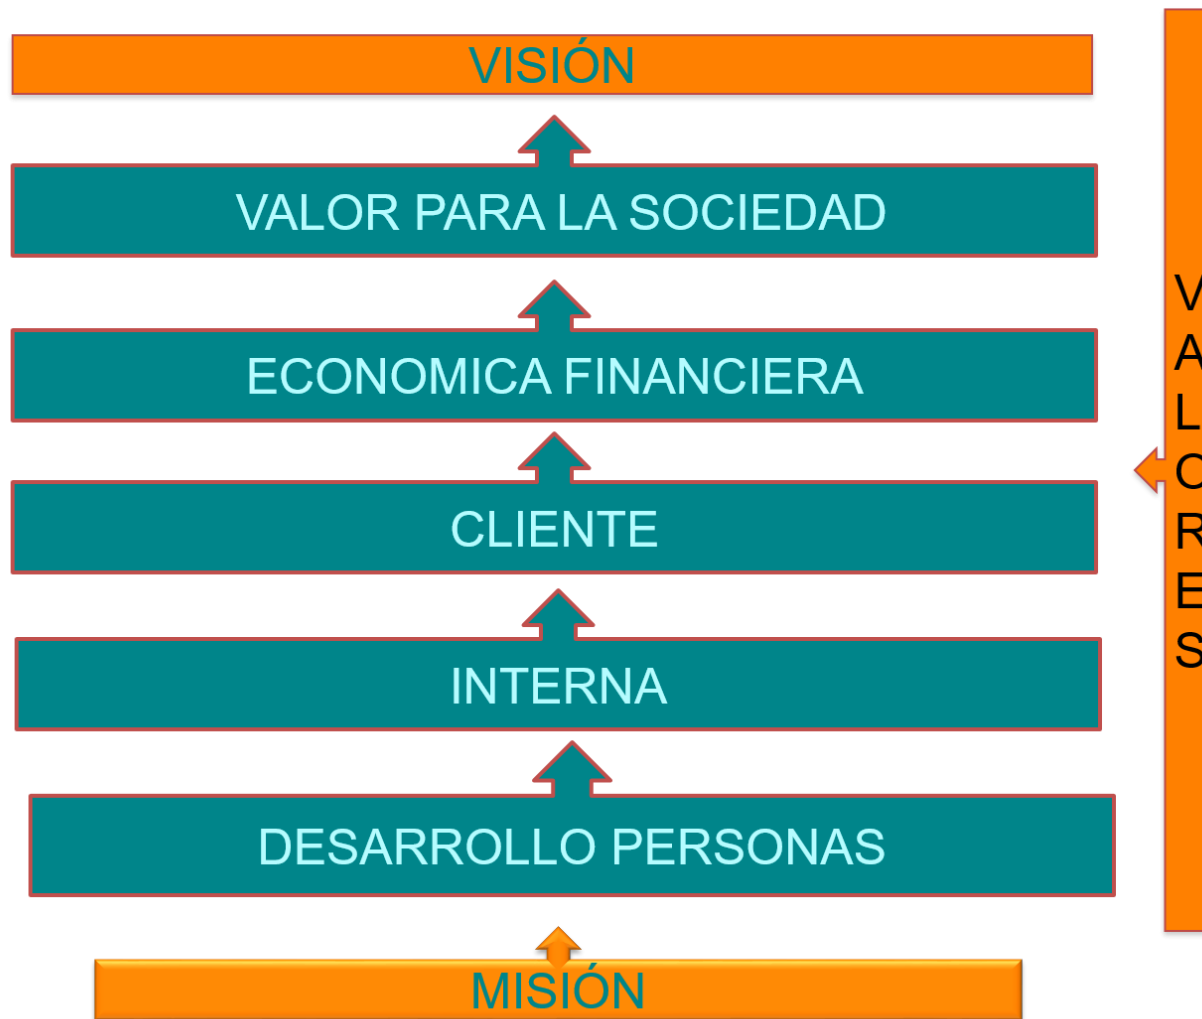 VISIÓN
VALOR PARA LA SOCIEDAD
ECONOMICA FINANCIERA
CLIENTE
INTERNA
DESARROLLO PERSONAS
MISIÓN
V
A
L
O
R
E
S